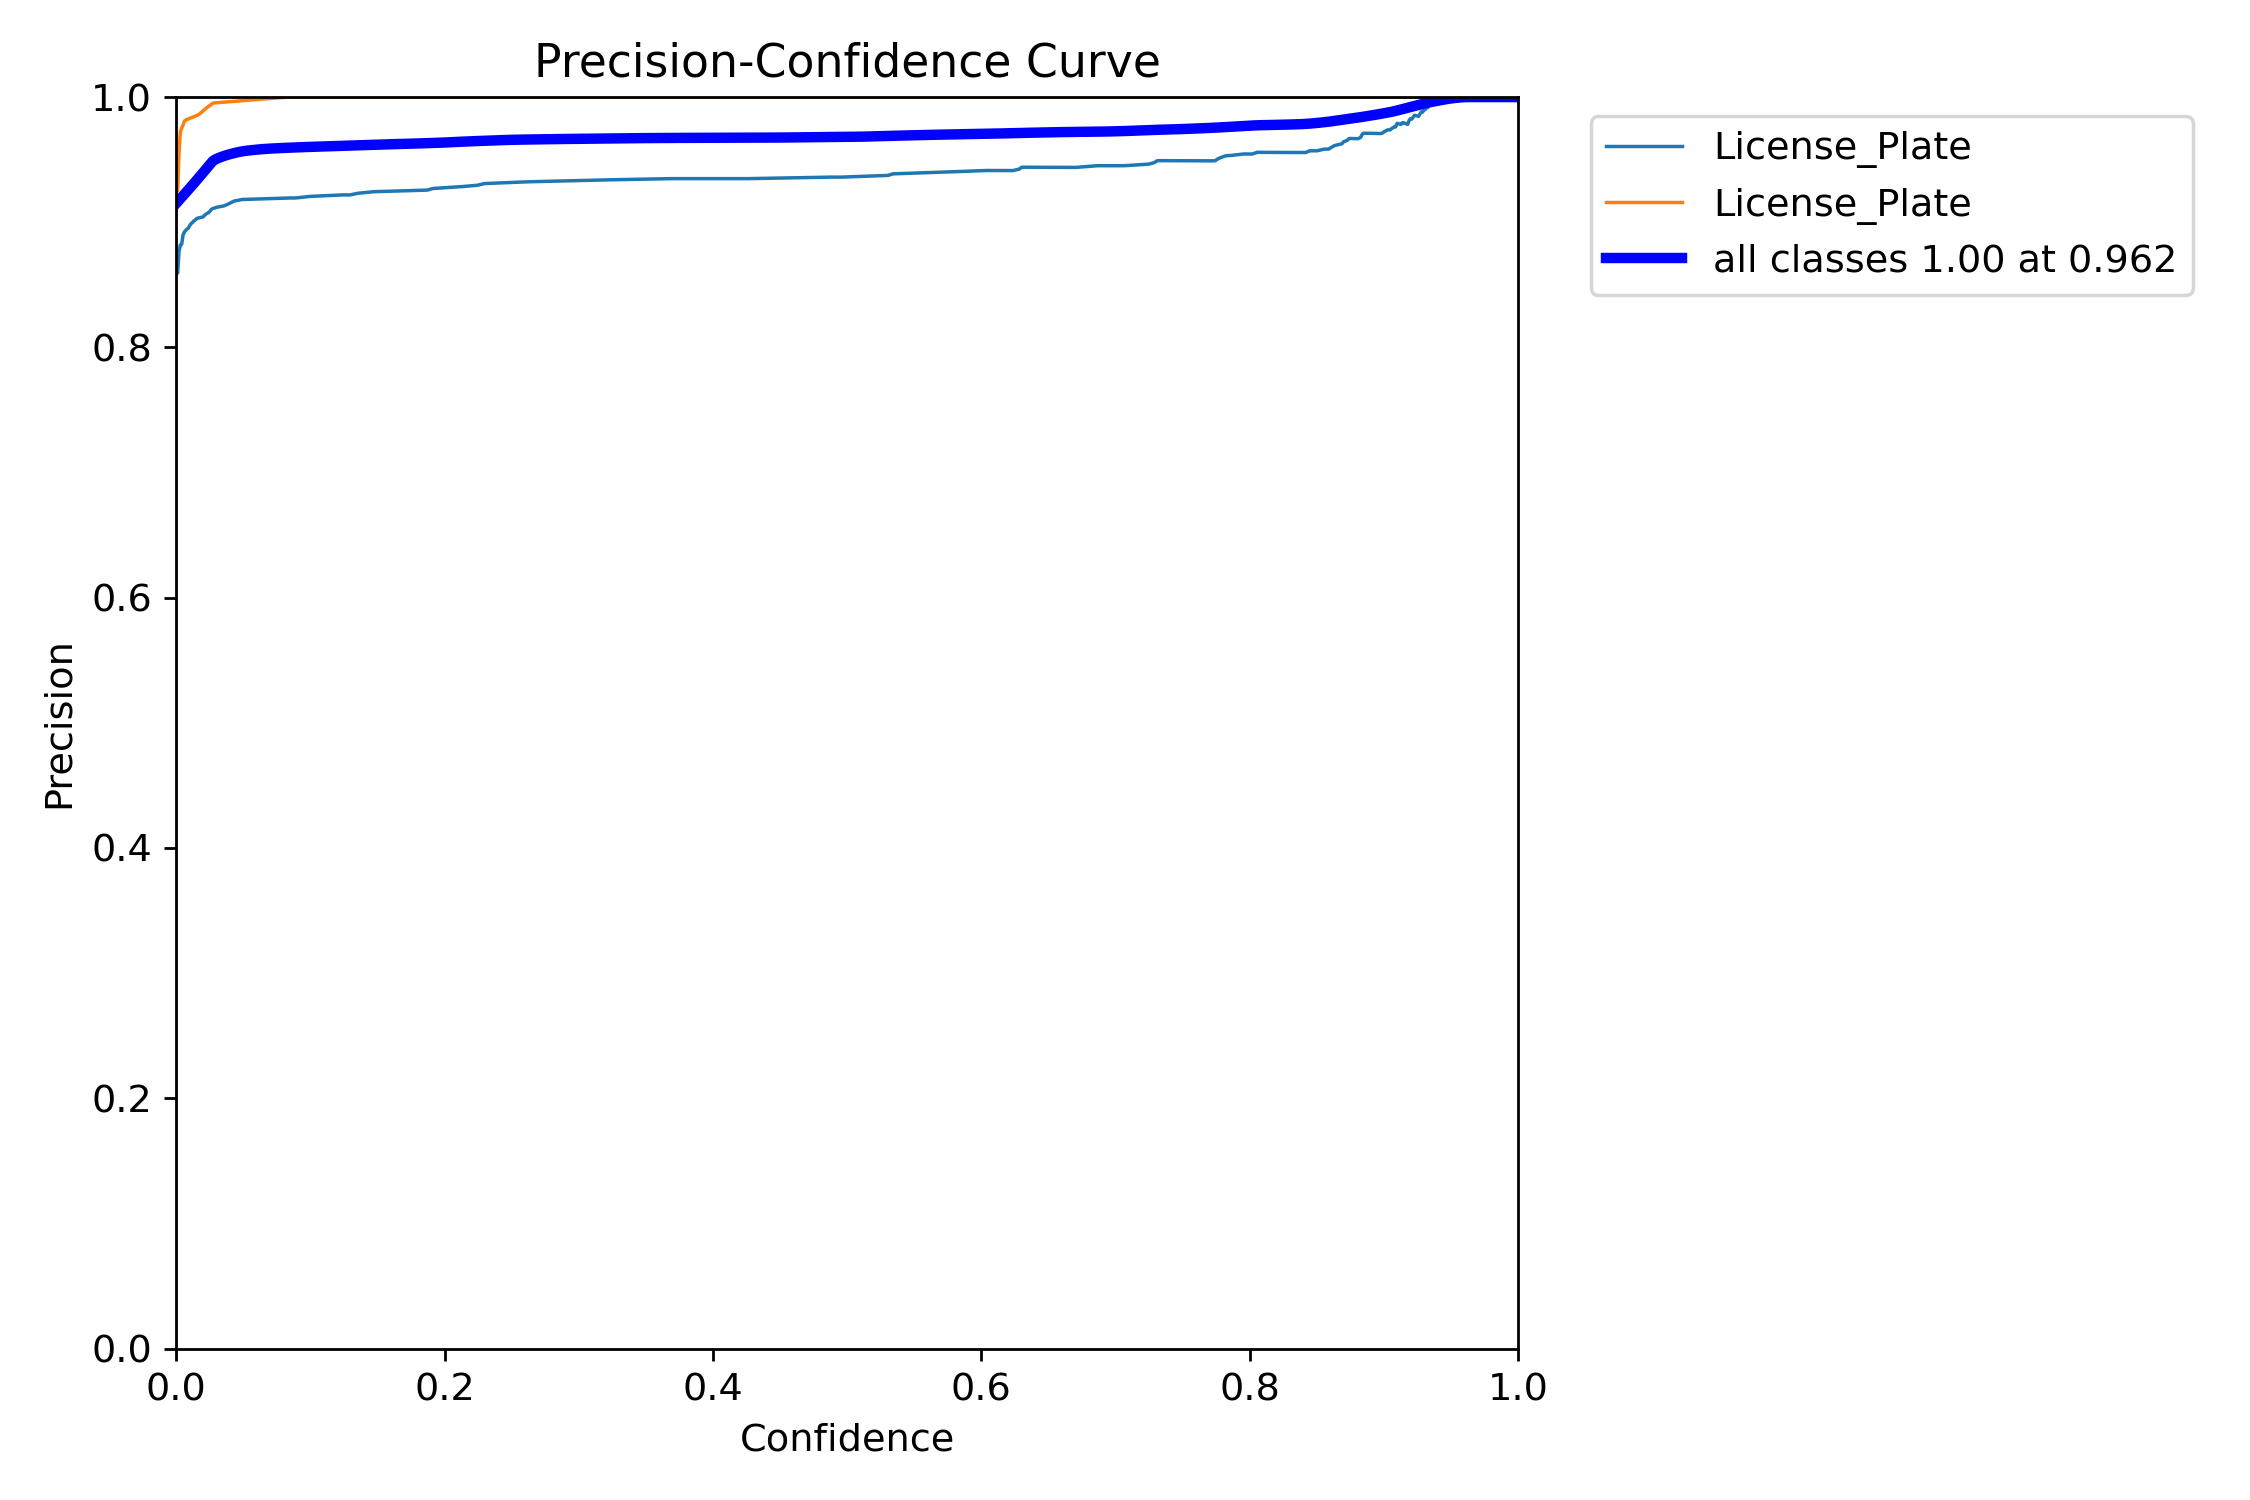 Precision-Confidence Curve
1.0
0.8
0.6
0.4
0.2
0.0
Precision
0.0 0.2 0.4 0.6 0.8 1.0
Confidence
License_Plate
License_Plate
all classes 1.00 at 0.962